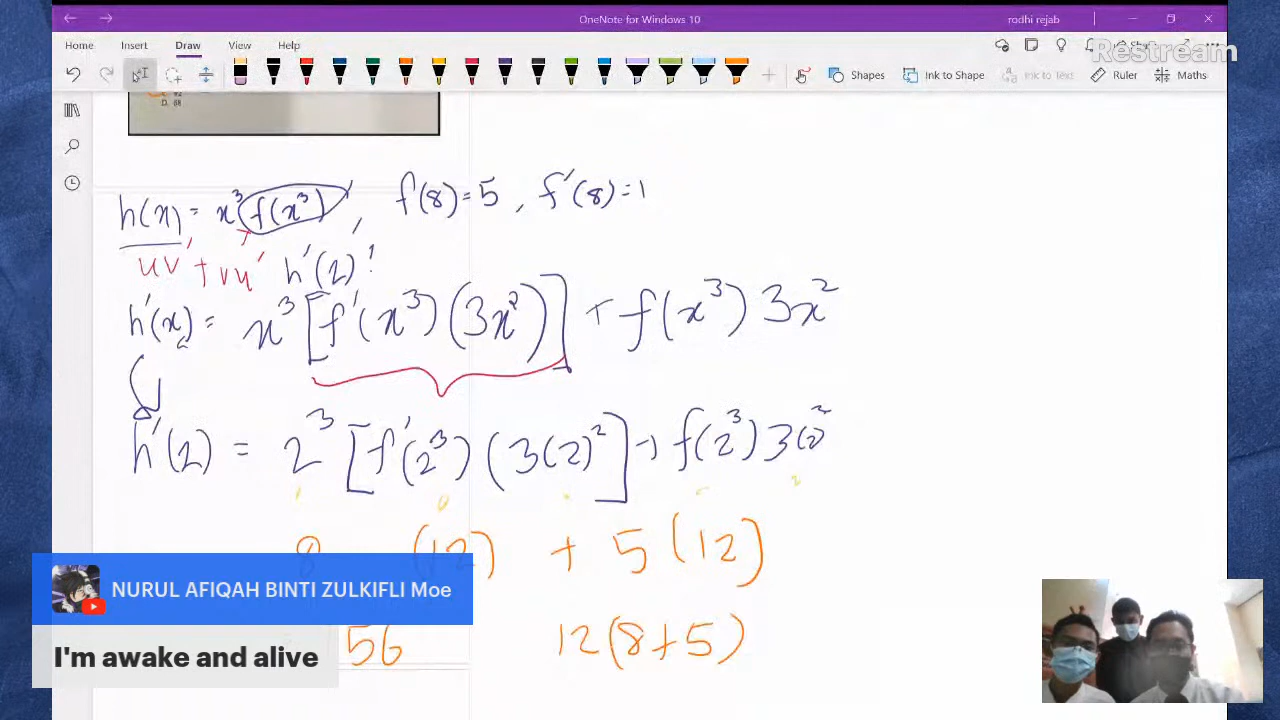 OneNote for Windows 10
rodhi rejab
Restream
Home Insert Draw View Help
Shapes Ink to Shape Ink to Text Ruler Maths
D. 68
h(x) = x³ f(x³) , f(8)=5 , f'(8)=1
uv' + vu' h'(2)?
h'(x) = x³ [f'(x³)(3x²)] + f(x³) 3x²
h'(2) = 2³ [f'(2³)(3(2)²] + f(2³) 3(2)²
8 (12) + 5(12)
NURUL AFIQAH BINTI ZULKIFLI Moe
56 12(8+5)
I'm awake and alive